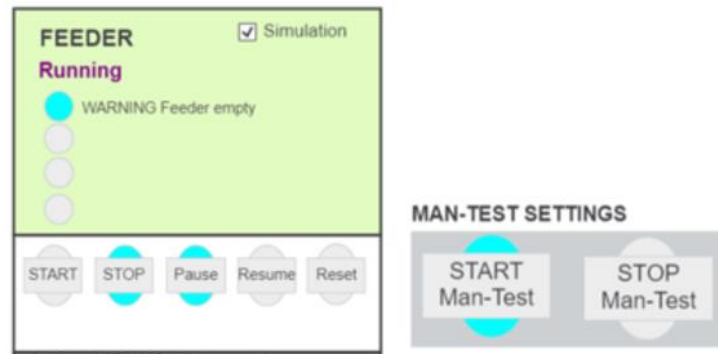 FEEDER
Simulation
Running
WARNING Feeder empty
START STOP Pause Resume Reset
MAN-TEST SETTINGS
START STOP
Man-Test Man-Test